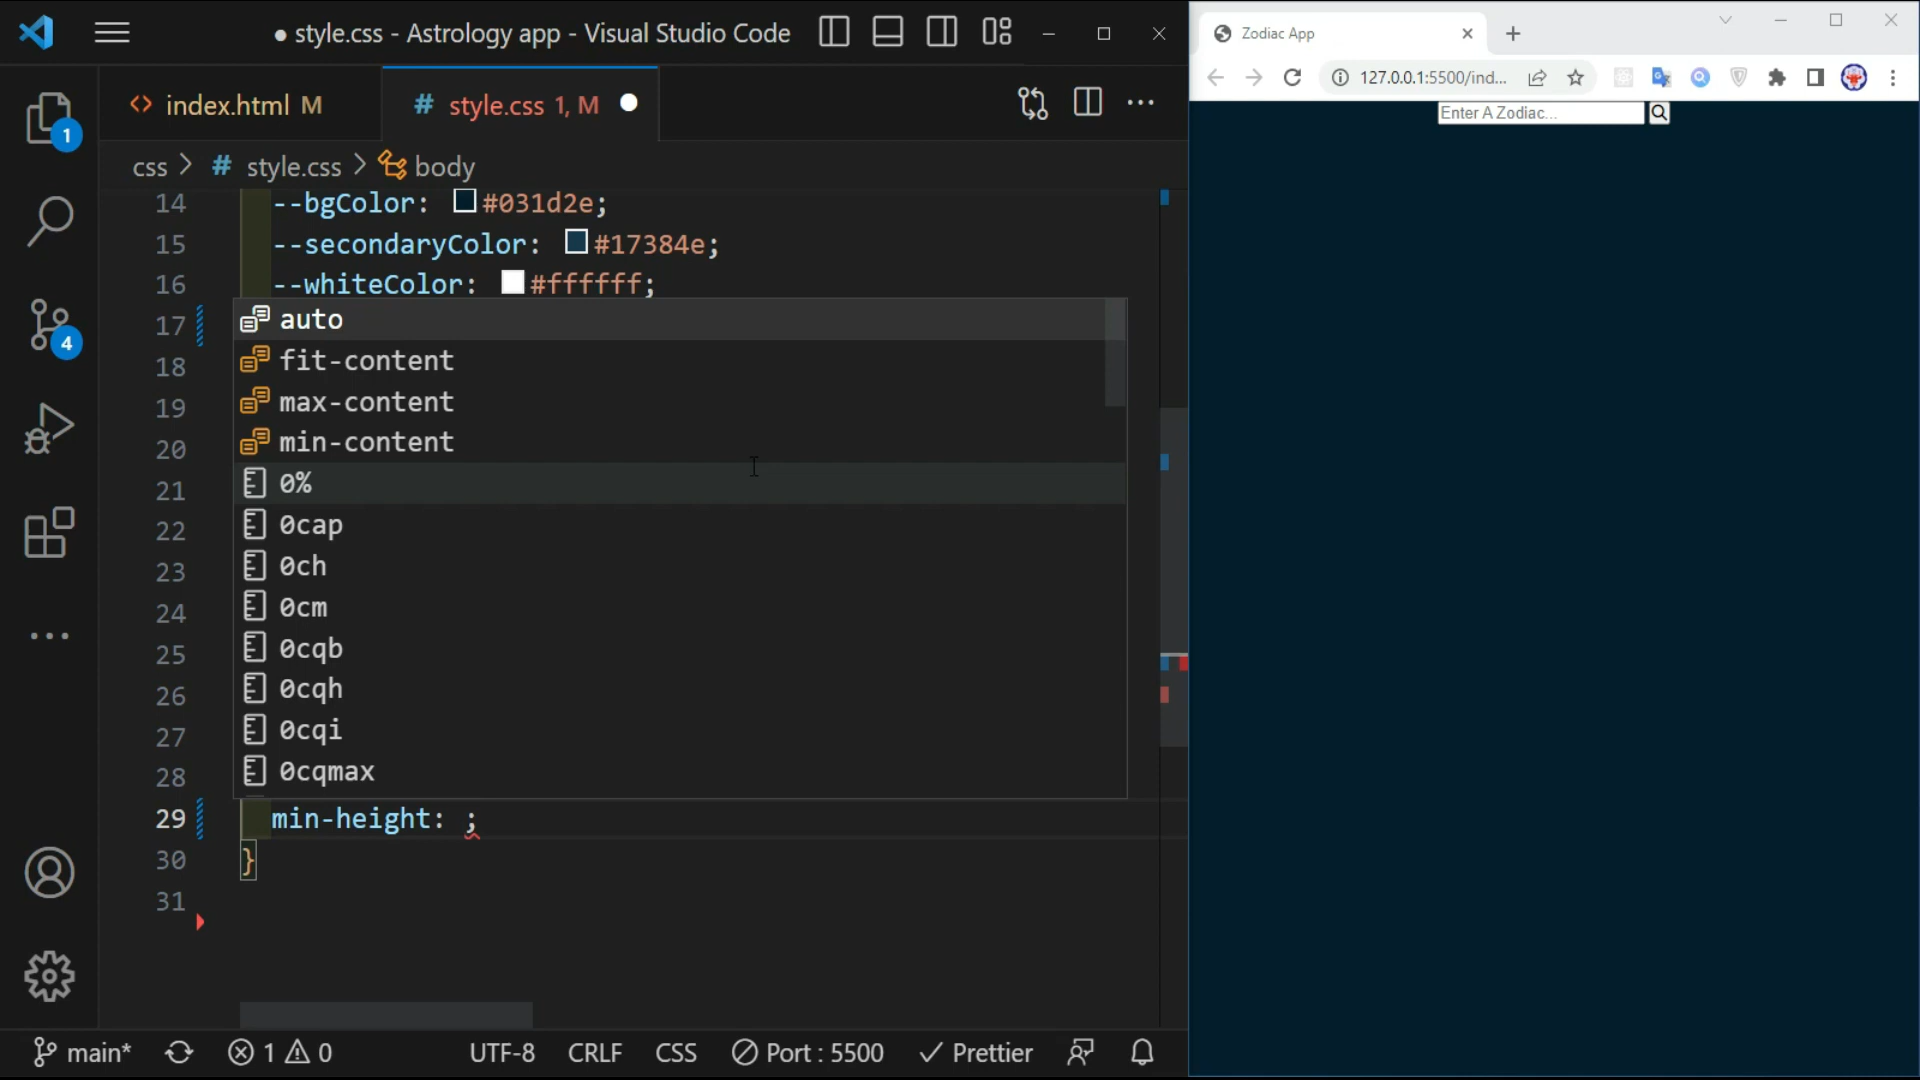 ● style.css - Astrology app - Visual Studio Code
index.html M
# style.css 1, M
css > # style.css > body
14 --bgColor: #031d2e;
15 --secondaryColor: #17384e;
16 --whiteColor: #ffffff;
17
18
19
20
21
22
23
24
25
26
27
28
auto
fit-content
max-content
min-content
0%
0cap
0ch
0cm
0cqb
0cqh
0cqi
0cqmax
29 min-height: ;
30 }
31
1
4
main* 1 0 UTF-8 CRLF CSS Port : 5500 Prettier
Zodiac App
127.0.0.1:5500/ind...
Enter A Zodiac...